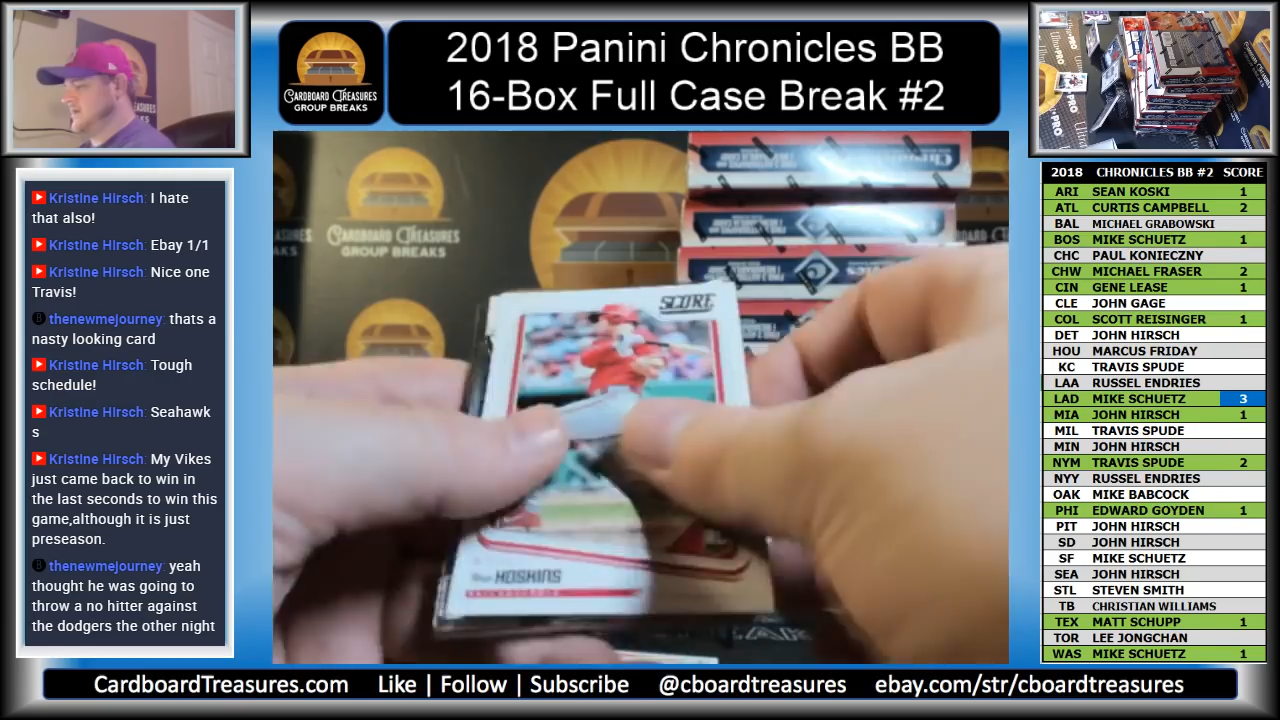 2018 Panini Chronicles BB
16-Box Full Case Break #2
CARDBOARD TREASURES
GROUP BREAKS
Kristine Hirsch: I hate
that also!
Kristine Hirsch: Ebay 1/1
Kristine Hirsch: Nice one
Travis!
thenewmejourney: thats a
nasty looking card
Kristine Hirsch: Tough
schedule!
Kristine Hirsch: Seahawk
s
Kristine Hirsch: My Vikes
just came back to win in
the last seconds to win this
game,although it is just
preseason.
thenewmejourney: yeah
thought he was going to
throw a no hitter against
the dodgers the other night
CARDBOARD TREASURES
GROUP BREAKS
SCORE
HOSKINS
2018 CHRONICLES BB #2 SCORE
ARI SEAN KOSKI 1
ATL CURTIS CAMPBELL 2
BAL MICHAEL GRABOWSKI
BOS MIKE SCHUETZ 1
CHC PAUL KONIECZNY
CHW MICHAEL FRASER 2
CIN GENE LEASE 1
CLE JOHN GAGE
COL SCOTT REISINGER 1
DET JOHN HIRSCH
HOU MARCUS FRIDAY
KC TRAVIS SPUDE
LAA RUSSEL ENDRIES
LAD MIKE SCHUETZ 3
MIA JOHN HIRSCH 1
MIL TRAVIS SPUDE
MIN JOHN HIRSCH
NYM TRAVIS SPUDE 2
NYY RUSSEL ENDRIES
OAK MIKE BABCOCK
PHI EDWARD GOYDEN 1
PIT JOHN HIRSCH
SD JOHN HIRSCH
SF MIKE SCHUETZ
SEA JOHN HIRSCH
STL STEVEN SMITH
TB CHRISTIAN WILLIAMS
TEX MATT SCHUPP 1
TOR LEE JONGCHAN
WAS MIKE SCHUETZ 1
CardboardTreasures.com Like | Follow | Subscribe @cboardtreasures ebay.com/str/cboardtreasures